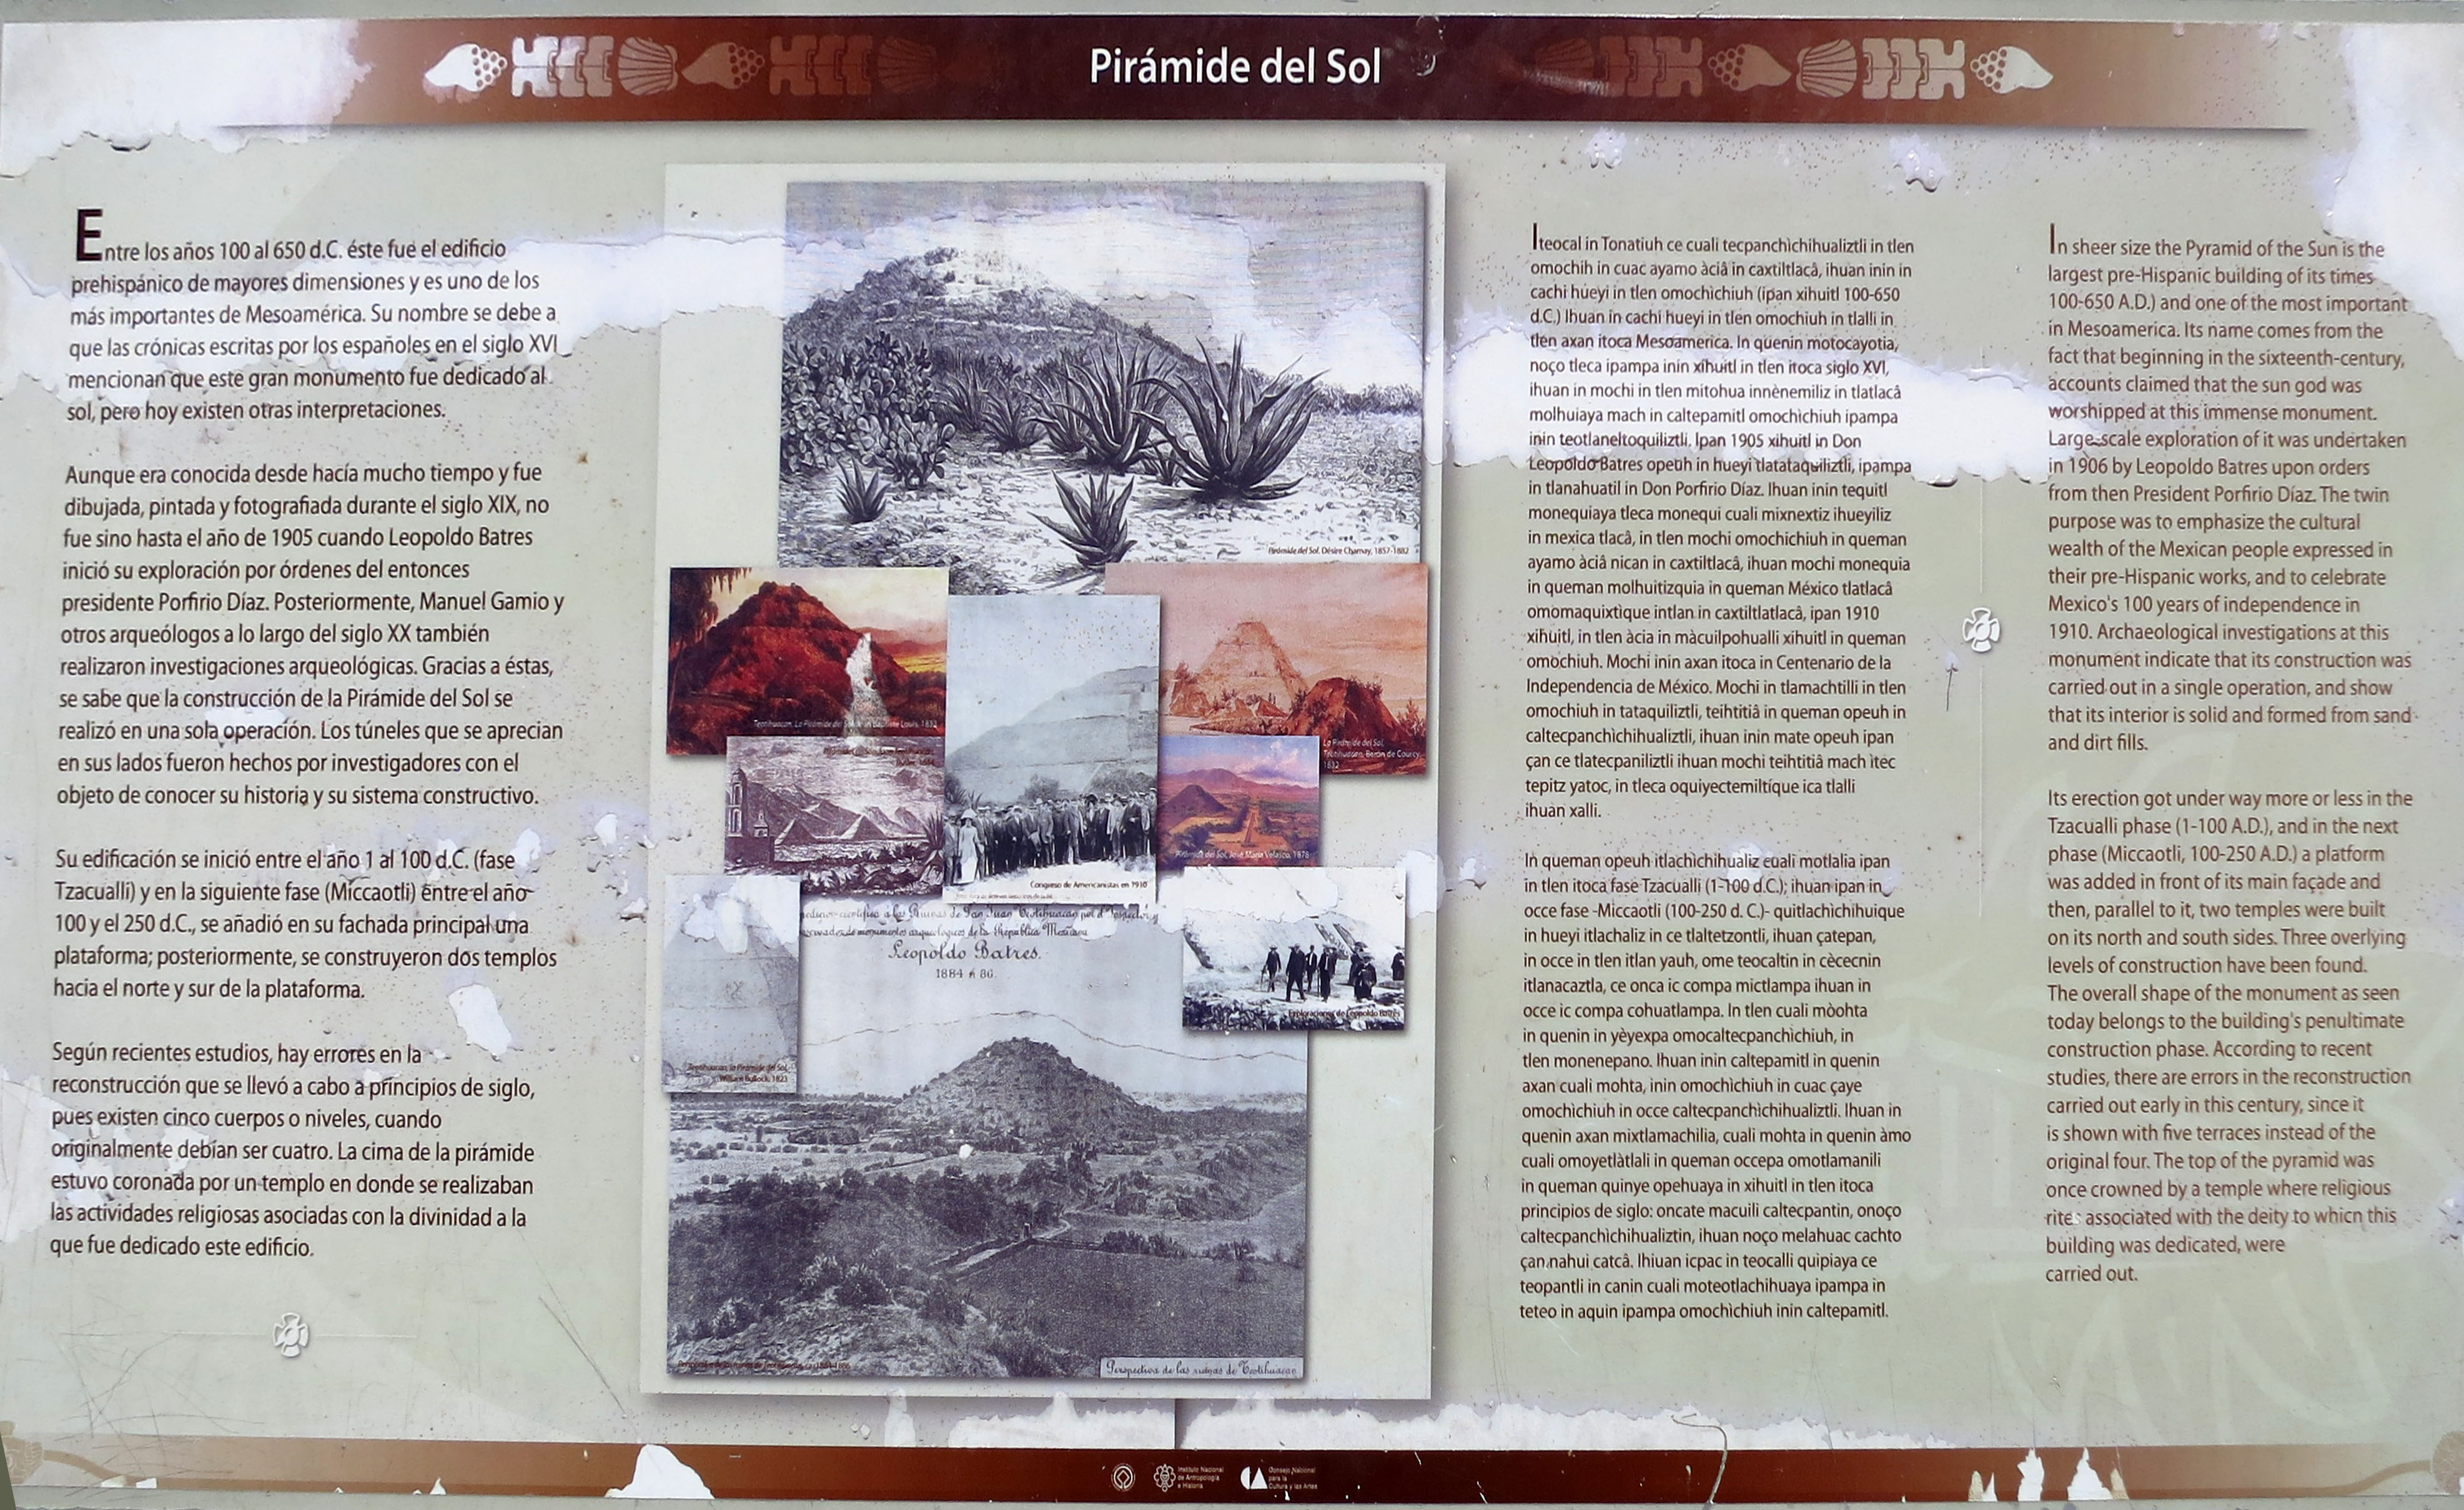 Pirámide del Sol
Entre los años 100 al 650 d.C. éste fue el edificio
prehispánico de mayores dimensiones y es uno de los
más importantes de Mesoamérica. Su nombre se debe a
que las crónicas escritas por los españoles en el siglo XVI
mencionan que este gran monumento fue dedicado al
sol, pero hoy existen otras interpretaciones.
Aunque era conocida desde hacía mucho tiempo y fue
dibujada, pintada y fotografiada durante el siglo XIX, no
fue sino hasta el año de 1905 cuando Leopoldo Batres
inició su exploración por órdenes del entonces
presidente Porfirio Díaz. Posteriormente, Manuel Gamio y
otros arqueólogos a lo largo del siglo XX también
realizaron investigaciones arqueológicas. Gracias a éstas,
se sabe que la construcción de la Pirámide del Sol se
realizó en una sola operación. Los túneles que se aprecian
en sus lados fueron hechos por investigadores con el
objeto de conocer su historia y su sistema constructivo.
Su edificación se inició entre el año 1 al 100 d.C. (fase
Tzacualli) y en la siguiente fase (Miccaotli) entre el año
100 y el 250 d.C., se añadió en su fachada principal una
plataforma; posteriormente, se construyeron dos templos
hacia el norte y sur de la plataforma.
Según recientes estudios, hay errores en la
reconstrucción que se llevó a cabo a principios de siglo,
pues existen cinco cuerpos o niveles, cuando
originalmente debían ser cuatro. La cima de la pirámide
estuvo coronada por un templo en donde se realizaban
las actividades religiosas asociadas con la divinidad a la
que fue dedicado este edificio.
Pirámide del Sol. Désire Charnay, 1857-1882
Teotihuacan, La Pirámide del Sol. Baptiste Louis, 1832
La Pirámide del Sol,
Teotihuacan, Barón de Courcy,
1832
Congreso de Americanistas en 1910
Pirámide del Sol, José María Velasco, 1878
Exploraciones de Leopoldo Batres
Teotihuacan, la Pirámide del Sol,
William Bullock, 1823
científica á las Ruinas de San Juan Teotihuacan por el Inspector y
de monumentos arqueologicos de la Republica Mexicana
Leopoldo Batres.
1884 á 86.
Perspectiva de las ruinas de Teotihuacan
Iteocal in Tonatiuh ce cuali tecpanchìchihualiztli in tlen
omochih in cuac ayamo àciâ in caxtiltlacâ, ihuan inin in
cachi hueyi in tlen omochìchiuh (ipan xihuitl 100-650
d.C.) Ihuan in cachi hueyi in tlen omochiuh in tlalli in
tlen axan itoca Mesoamerica. In quenin motocayotia,
noço tleca ipampa inin xihuitl in tlen itoca siglo XVI,
ihuan in mochi in tlen mitohua innènemiliz in tlatlacâ
molhuiaya mach in caltepamitl omochìchiuh ipampa
inin teotlaneltoquiliztli. Ipan 1905 xihuitl in Don
Leopoldo Batres opeuh in hueyi tlatataquiliztli, ipampa
in tlanahuatil in Don Porfirio Díaz. Ihuan inin tequitl
monequiaya tleca monequi cuali mixnextiz ihueyiliz
in mexica tlacâ, in tlen mochi omochìchiuh in queman
ayamo àciâ nican in caxtiltlacâ, ihuan mochi monequia
in queman molhuitizquia in queman México tlatlacâ
omomaquixtìque intlan in caxtiltlatlacâ, ipan 1910
xihuitl, in tlen àcia in màcuilpohualli xihuitl in queman
omochiuh. Mochi inin axan itoca in Centenario de la
Independencia de México. Mochi in tlamachtilli in tlen
omochiuh in tataquiliztli, teihtitiâ in queman opeuh in
caltecpanchìchihualiztli, ihuan inin mate opeuh ipan
çan ce tlatecpaniliztli ihuan mochi teihtitiâ mach itec
tepitz yatoc, in tleca oquiyectemiltíque ica tlalli
ihuan xalli.
In queman opeuh itlachìchihualiz cuali motlalia ipan
in tlen itoca fase Tzacualli (1-100 d.C.); ihuan ipan in
occe fase -Miccaotli (100-250 d. C.)- quitlachìchihuique
in hueyi itlachaliz in ce tlaltetzontli, ihuan çatepan,
in occe in tlen itlan yauh, ome teocaltin in cècecnin
itlanacaztla, ce onca ic compa mictlampa ihuan in
occe ic compa cohuatlampa. In tlen cuali mòohta
in quenin in yèyexpa omocaltecpanchìchiuh, in
tlen monenepano. Ihuan inin caltepamitl in quenin
axan cuali mohta, inin omochìchiuh in cuac çaye
omochìchiuh in occe caltecpanchìchihualiztli. Ihuan in
quenin axan mixtlamachilia, cuali mohta in quenin àmo
cuali omoyetlàtlali in queman occepa omotlamanili
in queman quinye opehuaya in xihuitl in tlen itoca
principios de siglo: oncate macuili caltecpantin, onoço
caltecpanchìchihualiztin, ihuan noço melahuac cachto
çan nahui catcâ. Ihiuan icpac in teocalli quipiaya ce
teopantli in canin cuali moteotlachihuaya ipampa in
teteo in aquin ipampa omochìchiuh inin caltepamitl.
In sheer size the Pyramid of the Sun is the
largest pre-Hispanic building of its times
100-650 A.D.) and one of the most important
in Mesoamerica. Its name comes from the
fact that beginning in the sixteenth-century,
accounts claimed that the sun god was
worshipped at this immense monument.
Large-scale exploration of it was undertaken
in 1906 by Leopoldo Batres upon orders
from then President Porfirio Díaz. The twin
purpose was to emphasize the cultural
wealth of the Mexican people expressed in
their pre-Hispanic works, and to celebrate
Mexico's 100 years of independence in
1910. Archaeological investigations at this
monument indicate that its construction was
carried out in a single operation, and show
that its interior is solid and formed from sand
and dirt fills.
Its erection got under way more or less in the
Tzacualli phase (1-100 A.D.), and in the next
phase (Miccaotli, 100-250 A.D.) a platform
was added in front of its main façade and
then, parallel to it, two temples were built
on its north and south sides. Three overlying
levels of construction have been found.
The overall shape of the monument as seen
today belongs to the building's penultimate
construction phase. According to recent
studies, there are errors in the reconstruction
carried out early in this century, since it
is shown with five terraces instead of the
original four. The top of the pyramid was
once crowned by a temple where religious
rites associated with the deity to which this
building was dedicated, were
carried out.
Instituto Nacional
de Antropología
e Historia
Consejo Nacional
para la
Cultura y las Artes